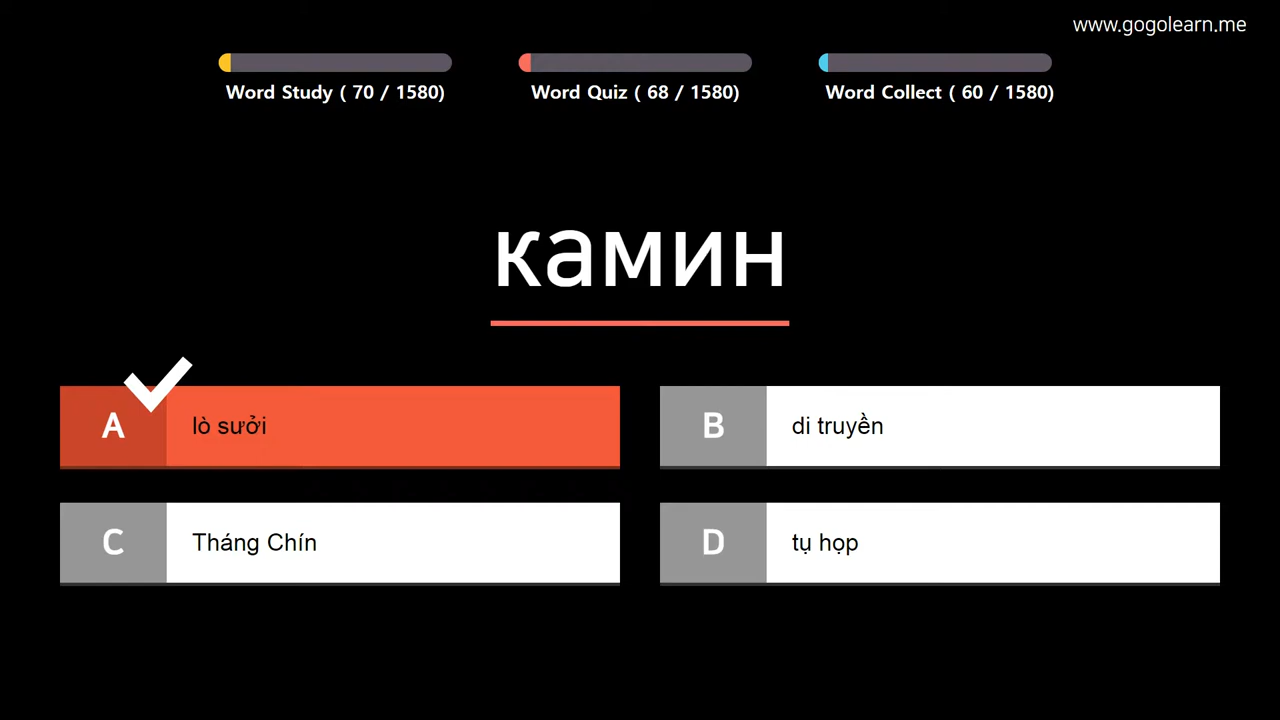 www.gogolearn.me
Word Study ( 70 / 1580)
Word Quiz ( 68 / 1580)
Word Collect ( 60 / 1580)
камин
A lò sưởi
B di truyền
C Tháng Chín
D tụ họp